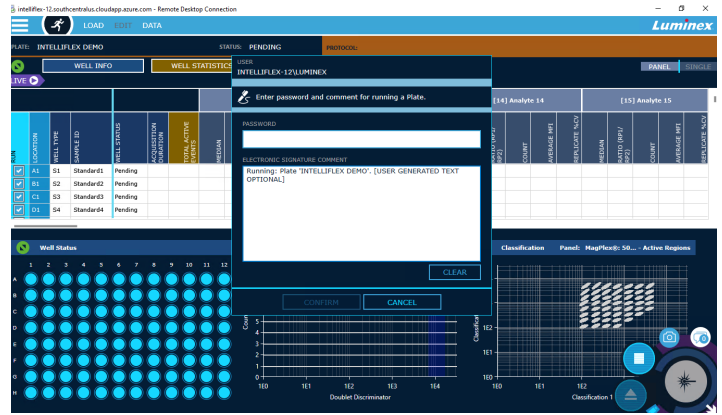 intelliflex-12.southcentralus.cloudapp.azure.com - Remote Desktop Connection
LOAD EDIT DATA
Luminex
PLATE: INTELLIFLEX DEMO STATUS: PENDING PROTOCOL:
WELL INFO WELL STATISTICS PANEL SINGLE
LIVE
USER
INTELLIFLEX-12\LUMINEX
Enter password and comment for running a Plate.
PASSWORD
ELECTRONIC SIGNATURE COMMENT
Running: Plate 'INTELLIFLEX DEMO'. [USER GENERATED TEXT
OPTIONAL]
CLEAR
CONFIRM CANCEL
[14] Analyte 14 [15] Analyte 15
RUN
LOCATION
WELL TYPE
SAMPLE ID
WELL STATUS
ACQUISITION
DURATION
TOTAL ACTIVE
EVENTS
MEDIAN
RATIO (RP1/
RP2)
COUNT
AVERAGE MFI
REPLICATE %CV
MEDIAN
RATIO (RP1/
RP2)
COUNT
AVERAGE MFI
REPLICATE %CV
A1 S1 Standard1 Pending
B1 S2 Standard2 Pending
C1 S3 Standard3 Pending
D1 S4 Standard4 Pending
Well Status
1 2 3 4 5 6 7 8 9 10 11 12
A
B
C
D
E
F
G
H
5
4
3
2
1
0
1E0 1E1 1E2 1E3 1E4
Doublet Discriminator
Classification Panel: MagPlex®: 50... - Active Regions
1E2
1E1
1E0
1E0 1E1 1E2
Classification 1